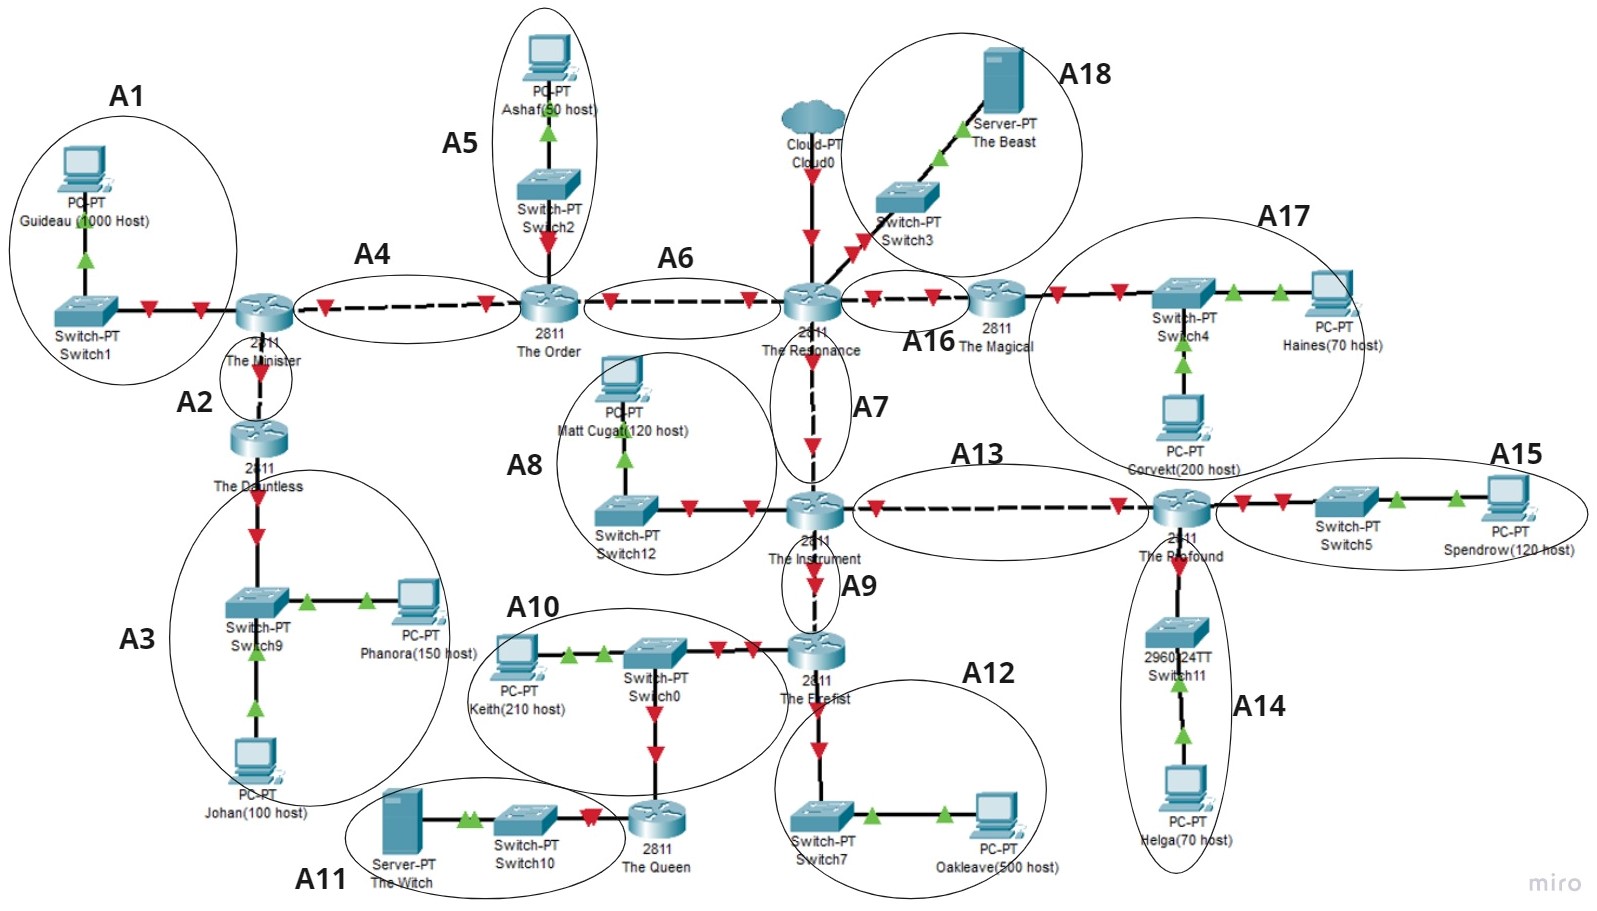 A1
PC-PT
Guideau (1000 Host)
Switch-PT
Switch1
2811
The Minister
A2
2811
The Dauntless
A3
Switch-PT
Switch9
PC-PT
Phanora(150 host)
PC-PT
Johan(100 host)
A4
A5
PC-PT
Ashaf(50 host)
Switch-PT
Switch2
2811
The Order
A6
Cloud-PT
Cloud0
2811
The Resonance
A18
Server-PT
The Beast
Switch-PT
Switch3
A16
2811
The Magical
A17
Switch-PT
Switch4
PC-PT
Haines(70 host)
PC-PT
Corvekt(200 host)
A7
A8
PC-PT
Matt Cugat(120 host)
Switch-PT
Switch12
2811
The Instrument
A13
2811
The Profound
A15
Switch-PT
Switch5
PC-PT
Spendrow(120 host)
A9
A10
PC-PT
Keith(210 host)
Switch-PT
Switch0
2811
The Firefist
A11
Server-PT
The Witch
Switch-PT
Switch10
2811
The Queen
A12
Switch-PT
Switch7
PC-PT
Oakleave(500 host)
A14
2960-24TT
Switch11
PC-PT
Helga(70 host)
miro